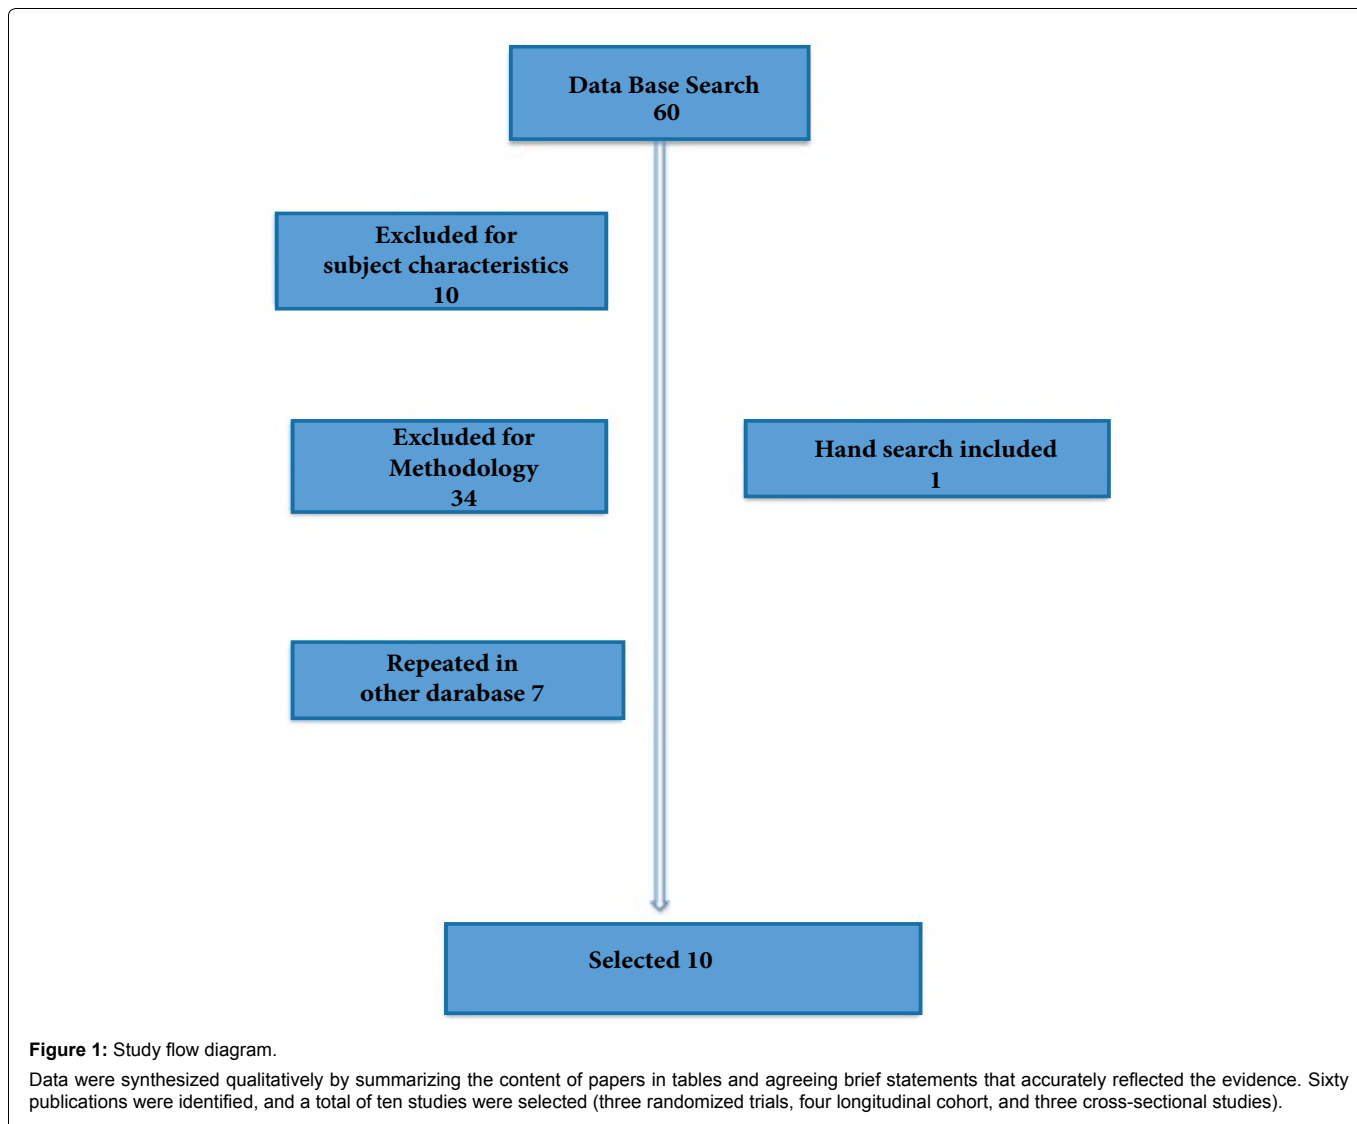 Data Base Search
60
Excluded for
subject characteristics
10
Excluded for
Methodology
34
Hand search included
1
Repeated in
other darabase 7
Selected 10
Figure 1: Study flow diagram.
Data were synthesized qualitatively by summarizing the content of papers in tables and agreeing brief statements that accurately reflected the evidence. Sixty
publications were identified, and a total of ten studies were selected (three randomized trials, four longitudinal cohort, and three cross-sectional studies).